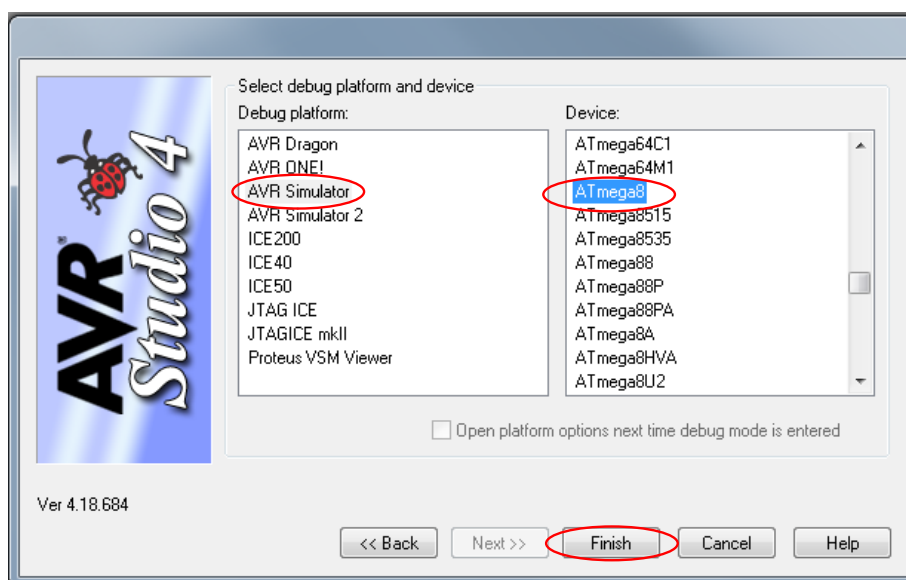 AVR®
Studio 4
Select debug platform and device
Debug platform:
AVR Dragon
AVR ONE!
AVR Simulator
AVR Simulator 2
ICE200
ICE40
ICE50
JTAG ICE
JTAGICE mkII
Proteus VSM Viewer
Device:
ATmega64C1
ATmega64M1
ATmega8
ATmega8515
ATmega8535
ATmega88
ATmega88P
ATmega88PA
ATmega8A
ATmega8HVA
ATmega8U2
Open platform options next time debug mode is entered
Ver 4.18.684
<< Back
Next >>
Finish
Cancel
Help